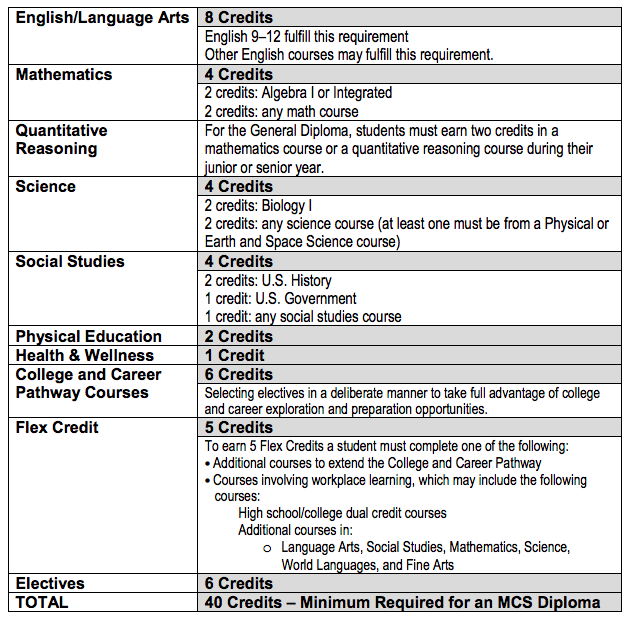 English/Language Arts 8 Credits
English 9–12 fulfill this requirement
Other English courses may fulfill this requirement.
Mathematics 4 Credits
2 credits: Algebra I or Integrated
2 credits: any math course
Quantitative Reasoning
For the General Diploma, students must earn two credits in a
mathematics course or a quantitative reasoning course during their
junior or senior year.
Science 4 Credits
2 credits: Biology I
2 credits: any science course (at least one must be from a Physical or
Earth and Space Science course)
Social Studies 4 Credits
2 credits: U.S. History
1 credit: U.S. Government
1 credit: any social studies course
Physical Education 2 Credits
Health & Wellness 1 Credit
College and Career Pathway Courses 6 Credits
Selecting electives in a deliberate manner to take full advantage of college
and career exploration and preparation opportunities.
Flex Credit 5 Credits
To earn 5 Flex Credits a student must complete one of the following:
• Additional courses to extend the College and Career Pathway
• Courses involving workplace learning, which may include the following
courses:
High school/college dual credit courses
Additional courses in:
o Language Arts, Social Studies, Mathematics, Science,
World Languages, and Fine Arts
Electives 6 Credits
TOTAL 40 Credits – Minimum Required for an MCS Diploma